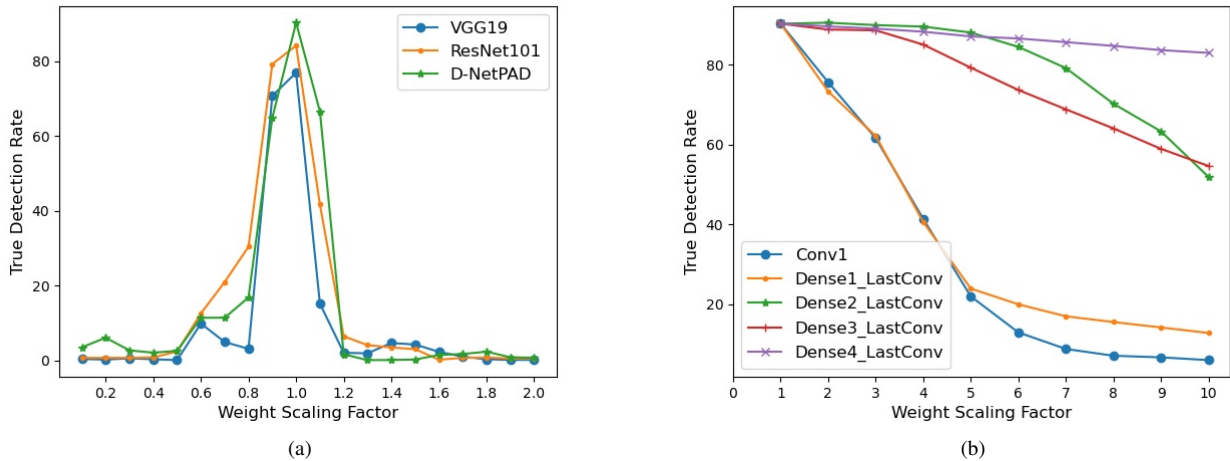 True Detection Rate
80
60
40
20
0
VGG19
ResNet101
D-NetPAD
0.2 0.4 0.6 0.8 1.0 1.2 1.4 1.6 1.8 2.0
Weight Scaling Factor
(a)
True Detection Rate
80
60
40
20
Conv1
Dense1_LastConv
Dense2_LastConv
Dense3_LastConv
Dense4_LastConv
0 1 2 3 4 5 6 7 8 9 10
Weight Scaling Factor
(b)